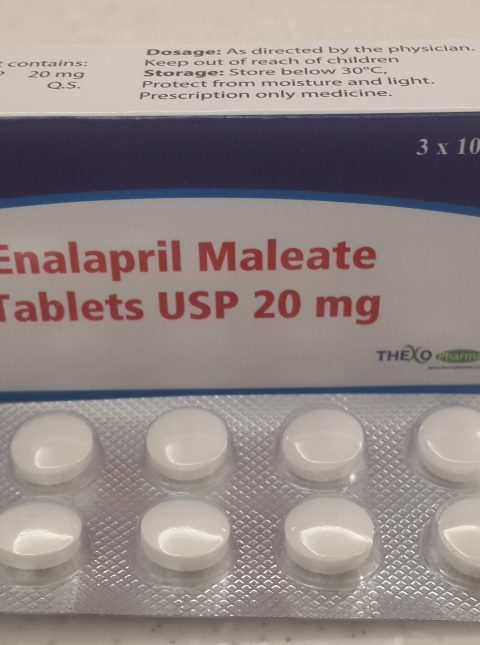 Dosage: As directed by the physician.
Keep out of reach of children
Storage: Store below 30°C,
Protect from moisture and light.
Prescription only medicine.
contains:
20 mg
Q.S.
3 x 10
Enalapril Maleate
Tablets USP 20 mg
THEXO Pharma